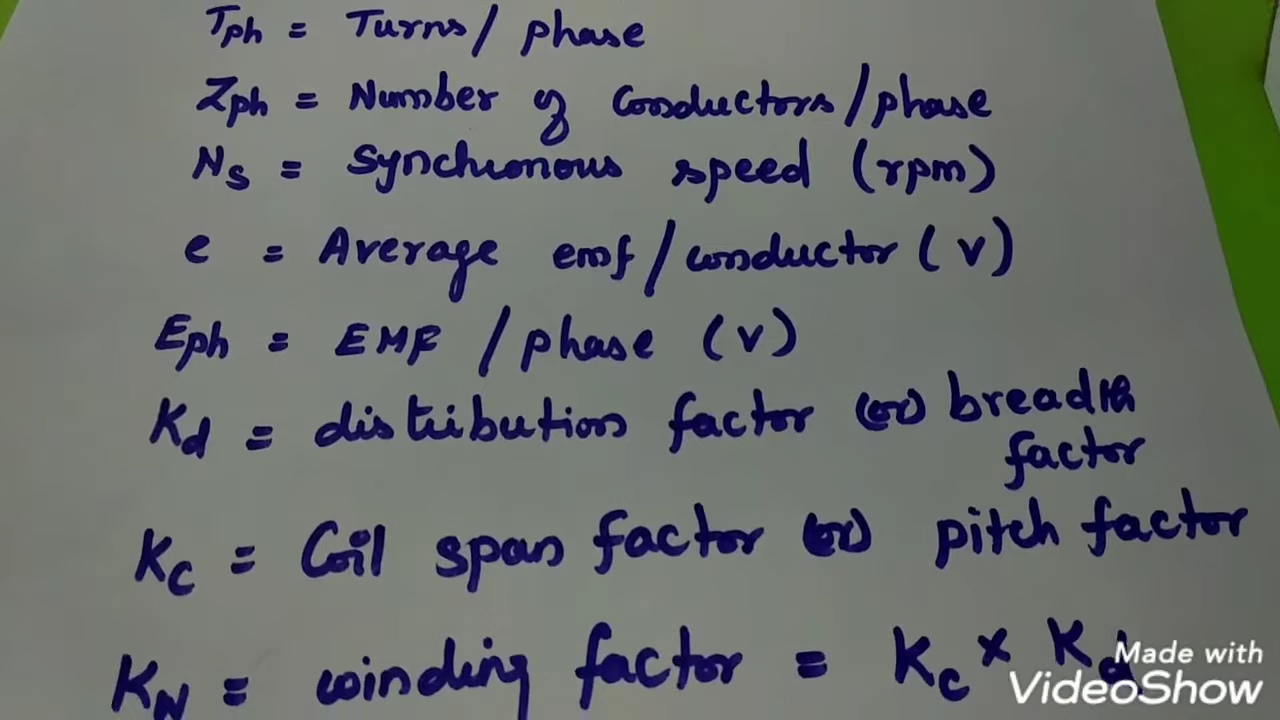 Tph = Turns / phase
Zph = Number of Conductors / phase
Ns = Synchronous speed (rpm)
e = Average emf / conductor (v)
Eph = EMF / phase (v)
Kd = distribution factor (or) breadth
factor
Kc = Coil span factor (or) pitch factor
KN = winding factor = Kc × Kd
Made with
VideoShow